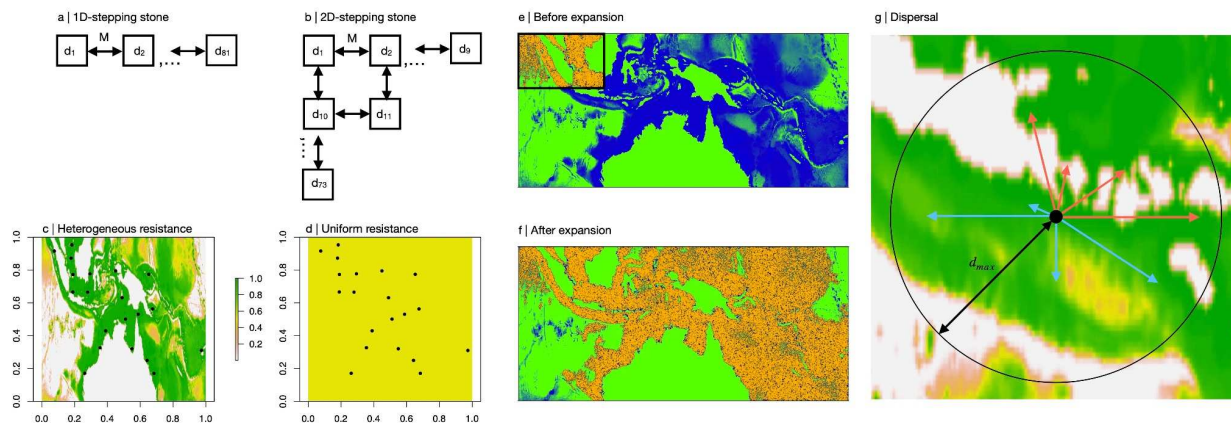 a | 1D-stepping stone
d1 M d2 ,... d81
b | 2D-stepping stone
d1 M d2 ,... d9
d10 d11
d73
c | Heterogeneous resistance
1.0
0.8
0.6
0.4
0.2
0.0
0.0 0.2 0.4 0.6 0.8 1.0
1.0
0.8
0.6
0.4
0.2
d | Uniform resistance
1.0
0.8
0.6
0.4
0.2
0.0
0.0 0.2 0.4 0.6 0.8 1.0
e | Before expansion
f | After expansion
g | Dispersal
dmax